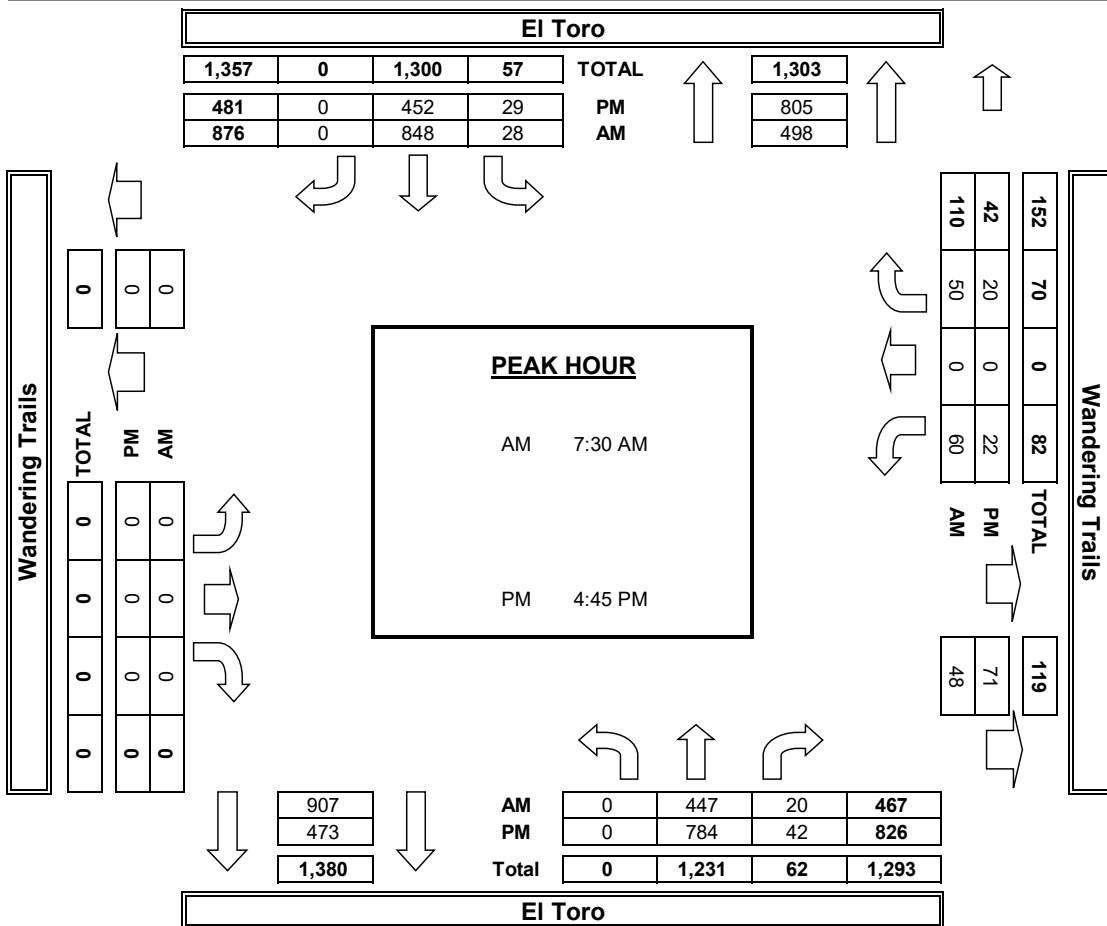 El Toro
1,357 0 1,300 57 TOTAL 1,303
481 0 452 29 PM 805
876 0 848 28 AM 498
Wandering Trails
0 0 0
TOTAL PM AM
0 0 0
0 0 0
0 0 0
0 0 0
PEAK HOUR
AM 7:30 AM
PM 4:45 PM
152 70 0 82 TOTAL 119
42 20 0 22 PM 71
110 50 0 60 AM 48
Wandering Trails
907 AM 0 447 20 467
473 PM 0 784 42 826
1,380 Total 0 1,231 62 1,293
El Toro